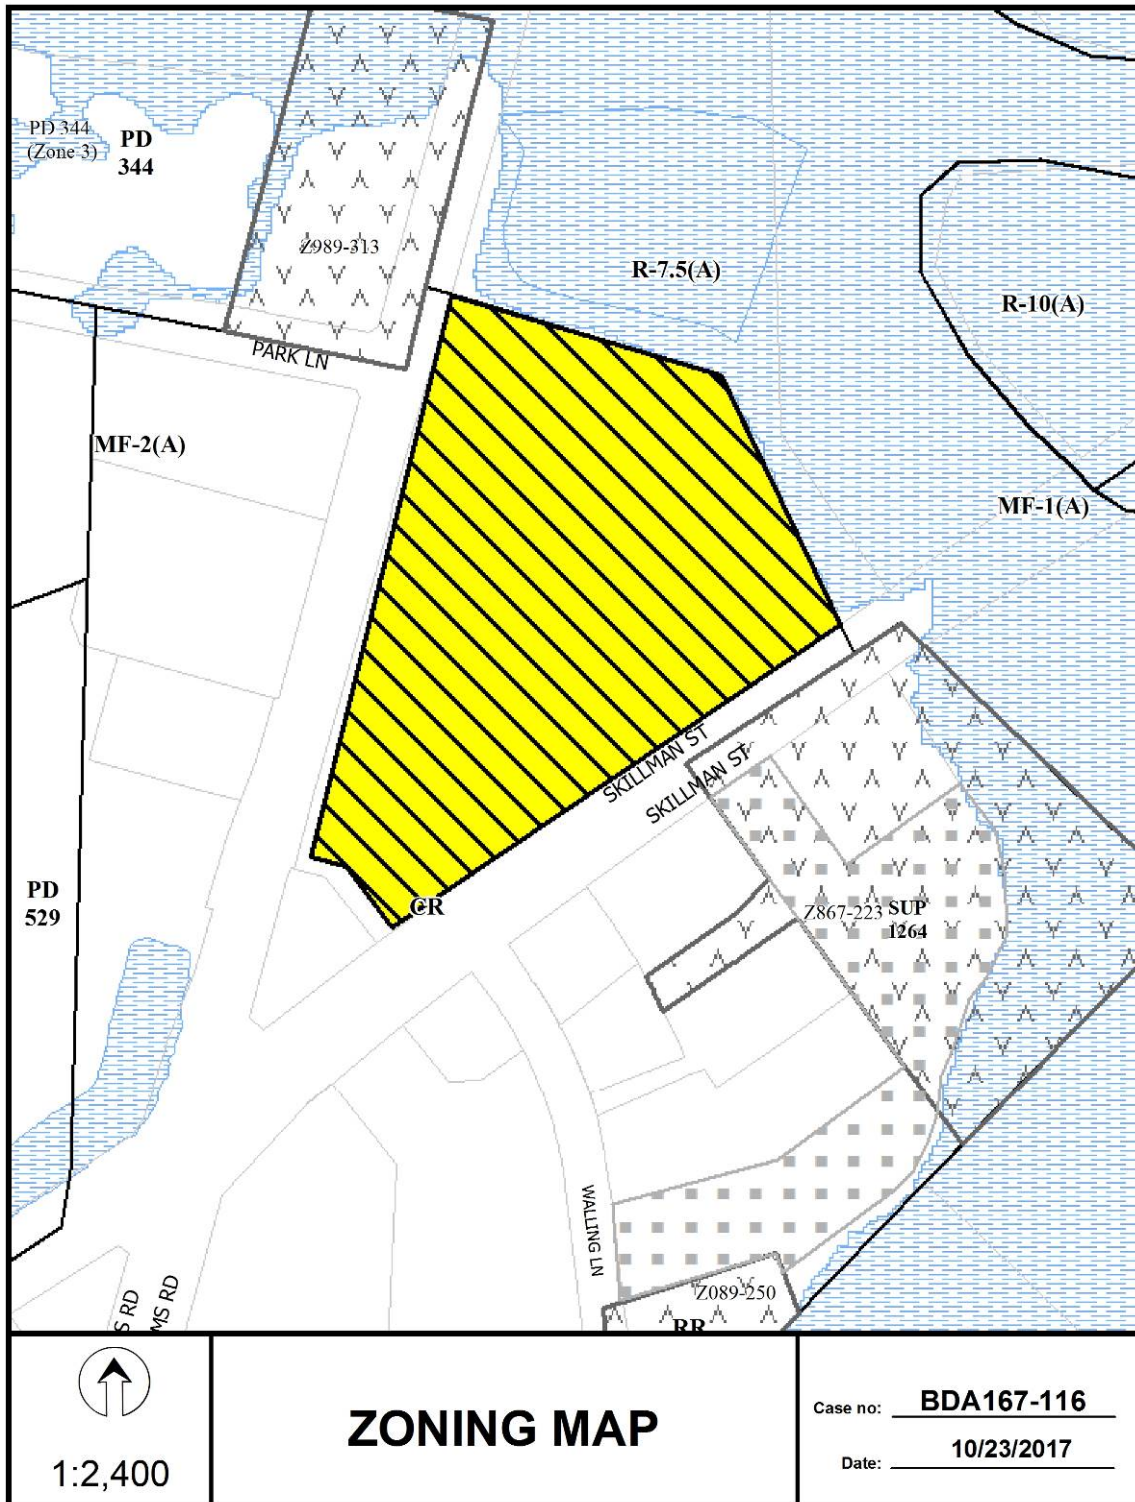 PD 344
(Zone 3)
PD
344
Z989-313
R-7.5(A)
R-10(A)
PARK LN
MF-2(A)
MF-1(A)
SKILLMAN ST
SKILLMAN ST
PD
529
CR
Z867-223
SUP
1264
WALLING LN
S RD
MS RD
Z089-250
RR
1:2,400
ZONING MAP
Case no: BDA167-116
Date: 10/23/2017